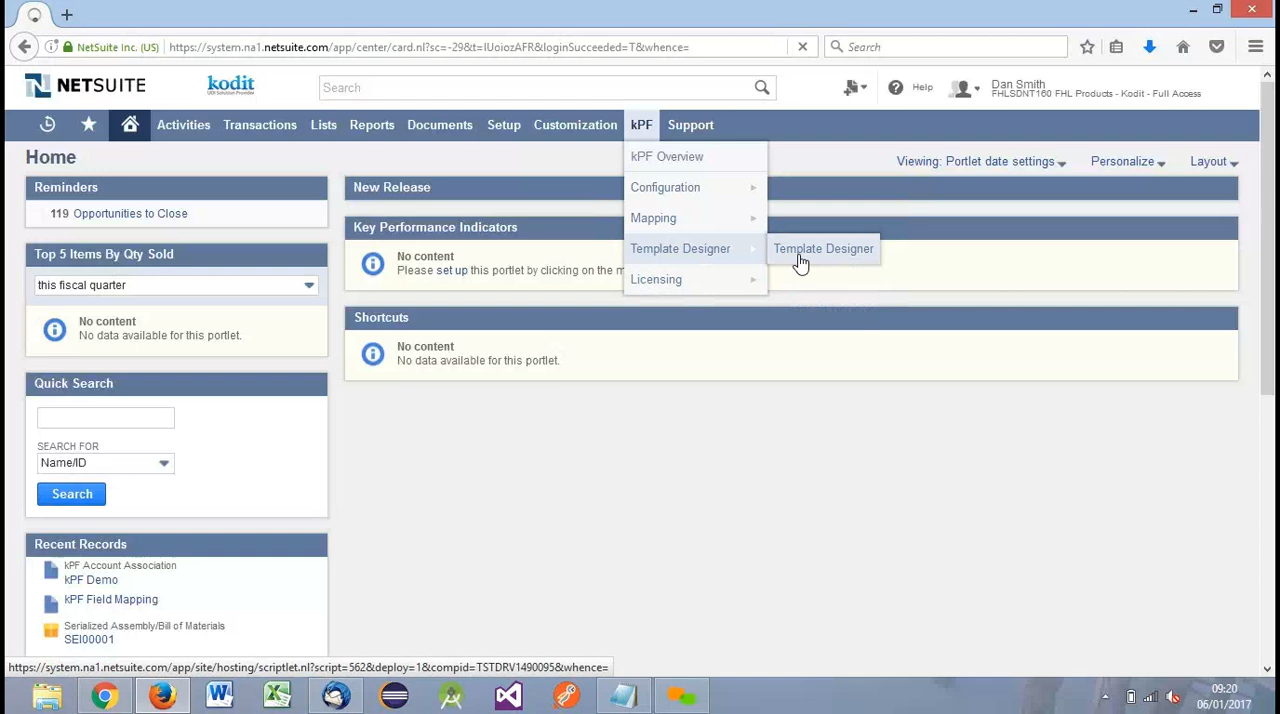 NetSuite Inc. (US)
https://system.na1.netsuite.com/app/center/card.nl?sc=-29&t=IUoiozAFR&loginSucceeded=T&whence=
Search
NETSUITE
kodit
Search
Help
Dan Smith
FHLSDNT160 FHL Products - Kodit - Full Access
Activities
Transactions
Lists
Reports
Documents
Setup
Customization
kPF
Support
Home
kPF Overview
Viewing: Portlet date settings
Personalize
Layout
Reminders
119 Opportunities to Close
Configuration
Mapping
Template Designer
Template Designer
Licensing
New Release
Key Performance Indicators
No content
Please set up this portlet by clicking on the m
Top 5 Items By Qty Sold
this fiscal quarter
No content
No data available for this portlet.
Shortcuts
No content
No data available for this portlet.
Quick Search
SEARCH FOR
Name/ID
Search
Recent Records
kPF Account Association
kPF Demo
kPF Field Mapping
Serialized Assembly/Bill of Materials
SEI00001
https://system.na1.netsuite.com/app/site/hosting/scriptlet.nl?script=562&deploy=1&compid=TSTDRV1490095&whence=
09:20
06/01/2017